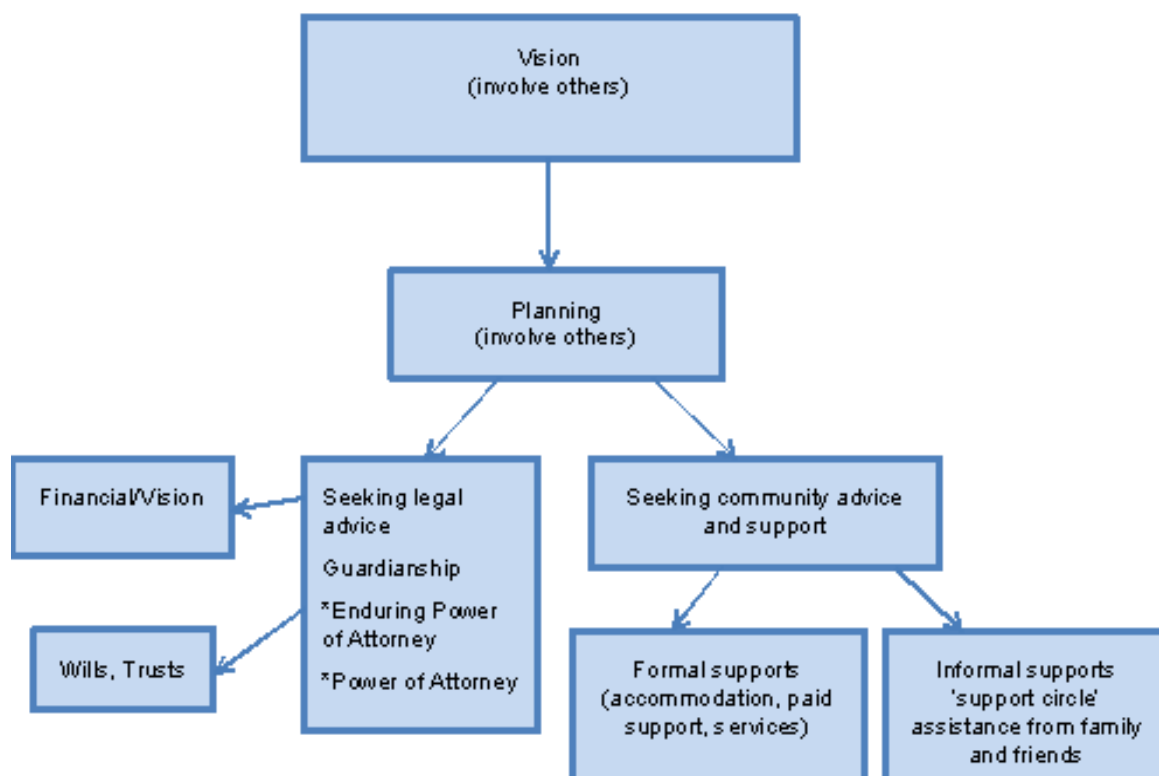 Vision
(involve others)
Planning
(involve others)
Financial/Vision
Wills, Trusts
Seeking legal
advice
Guardianship
*Enduring Power
of Attorney
*Power of Attorney
Seeking community advice
and support
Formal supports
(accommodation, paid
support, services)
Informal supports
'support circle'
assistance from family
and friends